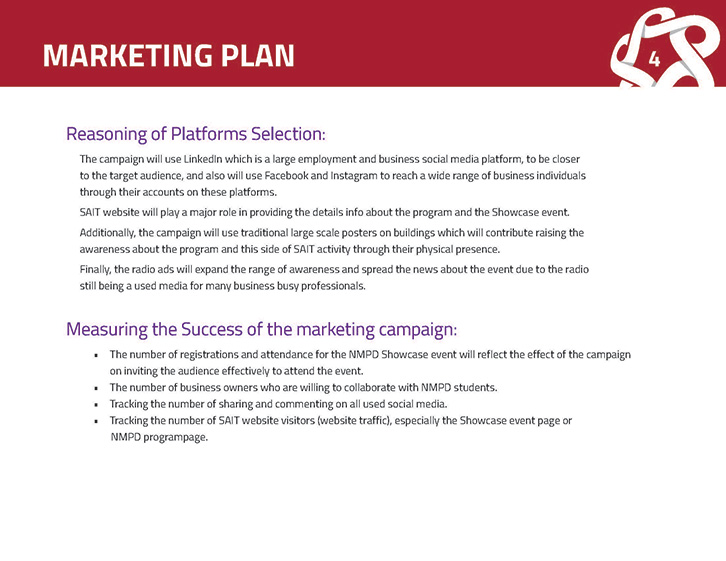 MARKETING PLAN
4
Reasoning of Platforms Selection:
The campaign will use LinkedIn which is a large employment and business social media platform, to be closer
to the target audience, and also will use Facebook and Instagram to reach a wide range of business individuals
through their accounts on these platforms.
SAIT website will play a major role in providing the details info about the program and the Showcase event.
Additionally, the campaign will use traditional large scale posters on buildings which will contribute raising the
awareness about the program and this side of SAIT activity through their physical presence.
Finally, the radio ads will expand the range of awareness and spread the news about the event due to the radio
still being a used media for many business busy professionals.
Measuring the Success of the marketing campaign:
▪ The number of registrations and attendance for the NMPD Showcase event will reflect the effect of the campaign
on inviting the audience effectively to attend the event.
▪ The number of business owners who are willing to collaborate with NMPD students.
▪ Tracking the number of sharing and commenting on all used social media.
▪ Tracking the number of SAIT website visitors (website traffic), especially the Showcase event page or
NMPD programpage.